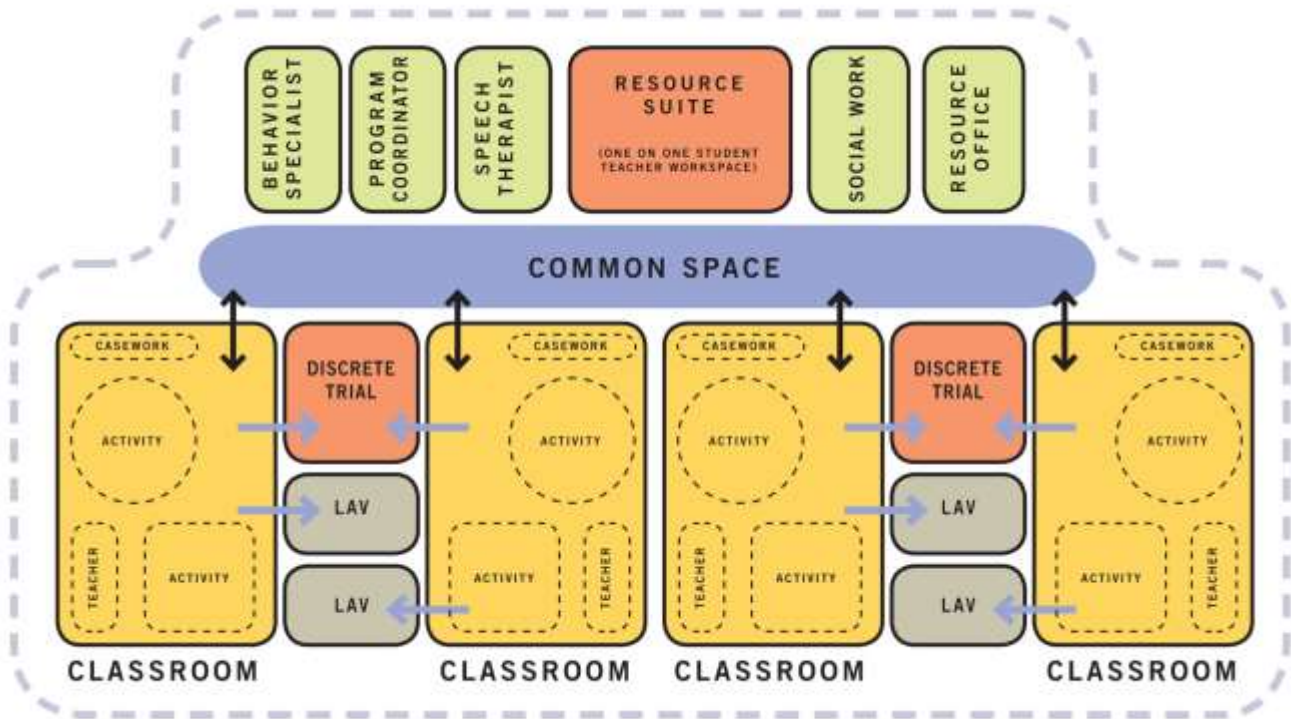 BEHAVIOR
SPECIALIST
PROGRAM
COORDINATOR
SPEECH
THERAPIST
RESOURCE
SUITE
(ONE ON ONE STUDENT
TEACHER WORKSPACE)
SOCIAL WORK
RESOURCE
OFFICE
COMMON SPACE
CASEWORK
ACTIVITY
TEACHER
ACTIVITY
CLASSROOM
DISCRETE
TRIAL
LAV
LAV
CASEWORK
ACTIVITY
ACTIVITY
TEACHER
CLASSROOM
CASEWORK
ACTIVITY
TEACHER
ACTIVITY
CLASSROOM
DISCRETE
TRIAL
LAV
LAV
CASEWORK
ACTIVITY
ACTIVITY
TEACHER
CLASSROOM